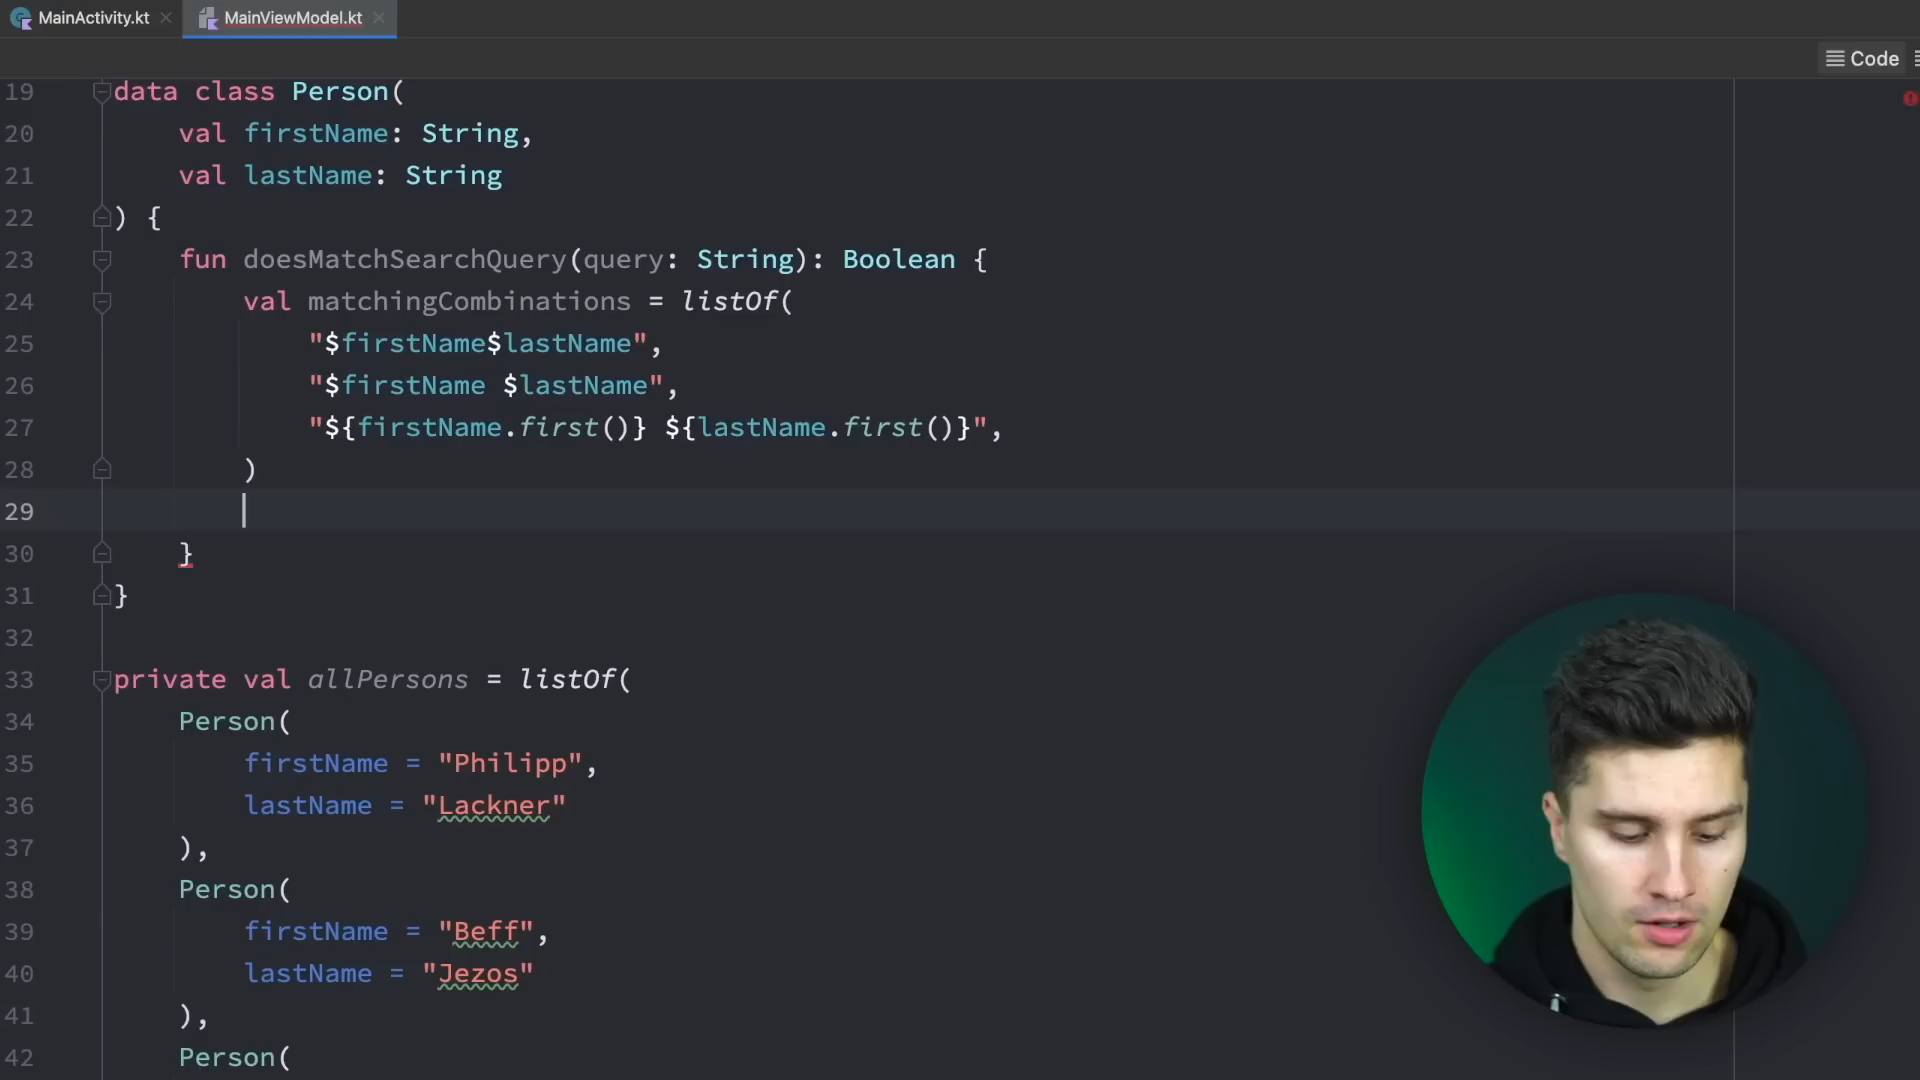 MainActivity.kt
MainViewModel.kt
Code
19 data class Person(
20 val firstName: String,
21 val lastName: String
22 ) {
23 fun doesMatchSearchQuery(query: String): Boolean {
24 val matchingCombinations = listOf(
25 "$firstName$lastName",
26 "$firstName $lastName",
27 "${firstName.first()} ${lastName.first()}",
28 )
29
30 }
31 }
32
33 private val allPersons = listOf(
34 Person(
35 firstName = "Philipp",
36 lastName = "Lackner"
37 ),
38 Person(
39 firstName = "Beff",
40 lastName = "Jezos"
41 ),
42 Person(